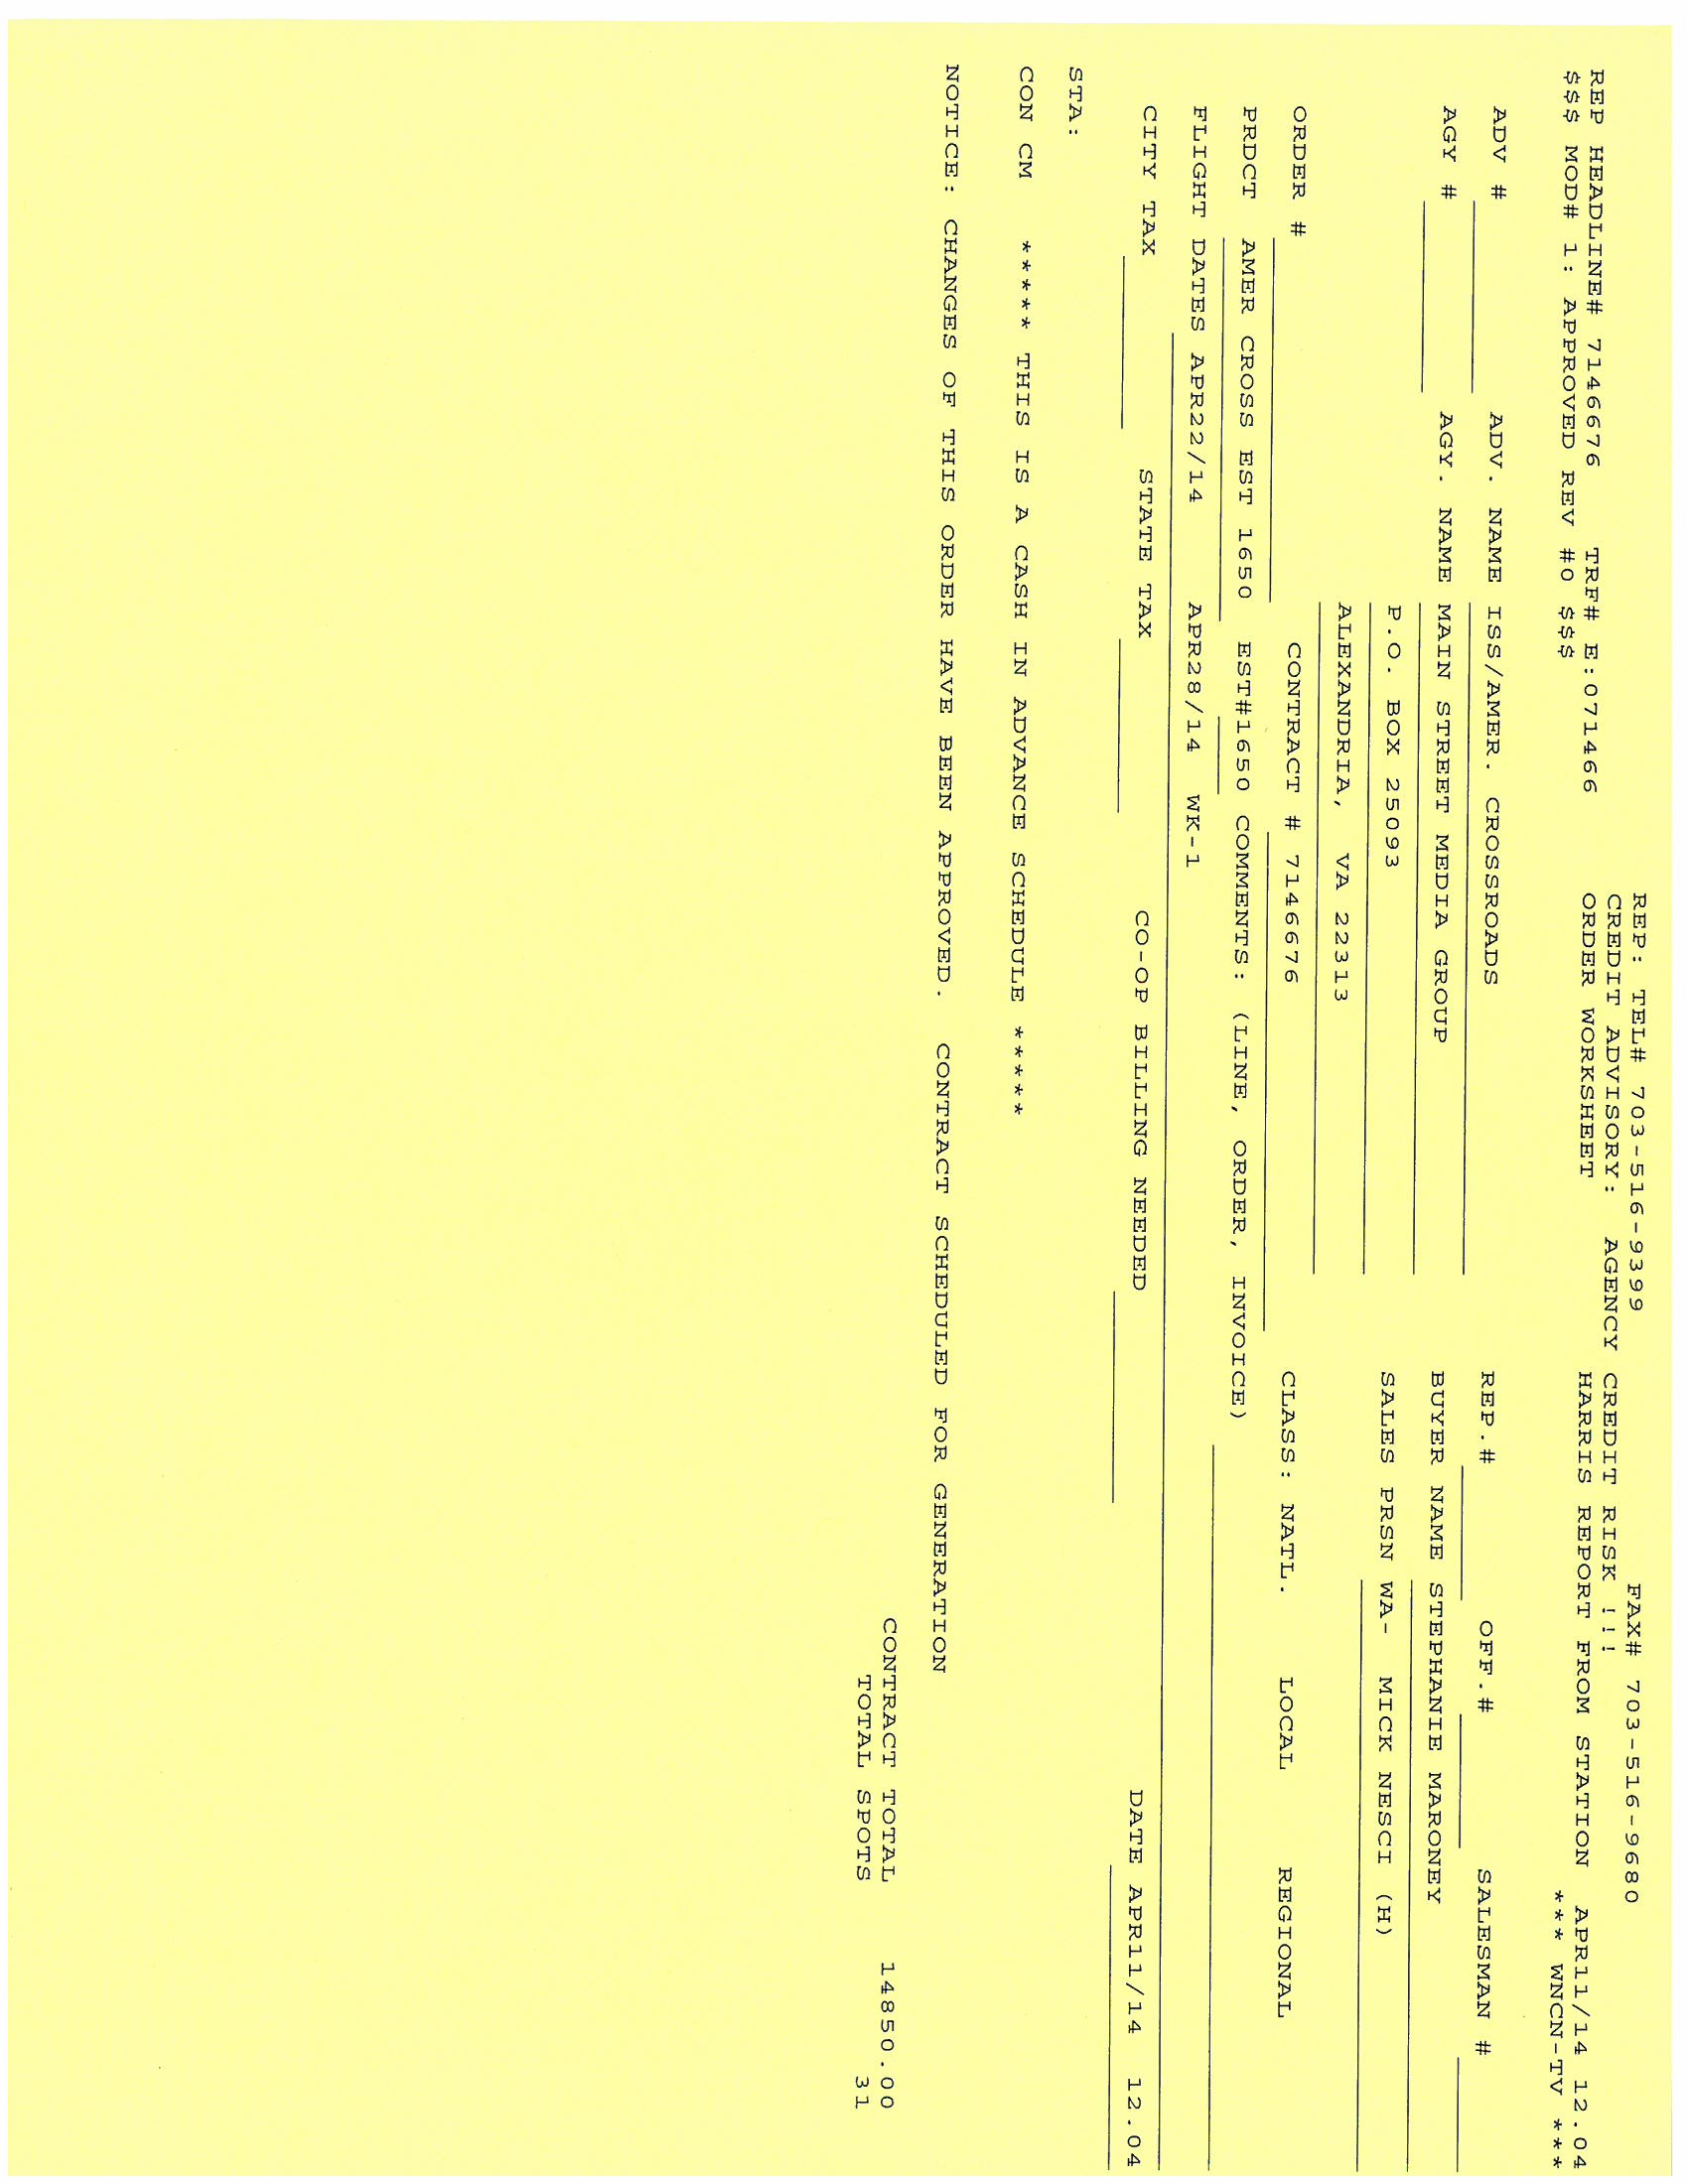 REP: TEL# 703-516-9399 FAX# 703-516-9680
CREDIT ADVISORY: AGENCY CREDIT RISK !!!
REP HEADLINE# 7146676 TRF# E:071466 ORDER WORKSHEET HARRIS REPORT FROM STATION APR11/14 12.04
$$$ MOD# 1: APPROVED REV #0 $$$ *** WNCN-TV ***
ADV # ADV. NAME ISS/AMER. CROSSROADS REP.# OFF.# SALESMAN #
AGY # AGY. NAME MAIN STREET MEDIA GROUP BUYER NAME STEPHANIE MARONEY
P.O. BOX 25093 SALES PRSN WA- MICK NESCI (H)
ALEXANDRIA, VA 22313
ORDER # CONTRACT # 7146676 CLASS: NATL. LOCAL REGIONAL
PRDCT AMER CROSS EST 1650 EST#1650 COMMENTS: (LINE, ORDER, INVOICE)
FLIGHT DATES APR22/14 APR28/14 WK-1
CITY TAX STATE TAX CO-OP BILLING NEEDED DATE APR11/14 12.04
STA:
CON CM ***** THIS IS A CASH IN ADVANCE SCHEDULE *****
NOTICE: CHANGES OF THIS ORDER HAVE BEEN APPROVED. CONTRACT SCHEDULED FOR GENERATION
CONTRACT TOTAL 14850.00
TOTAL SPOTS 31